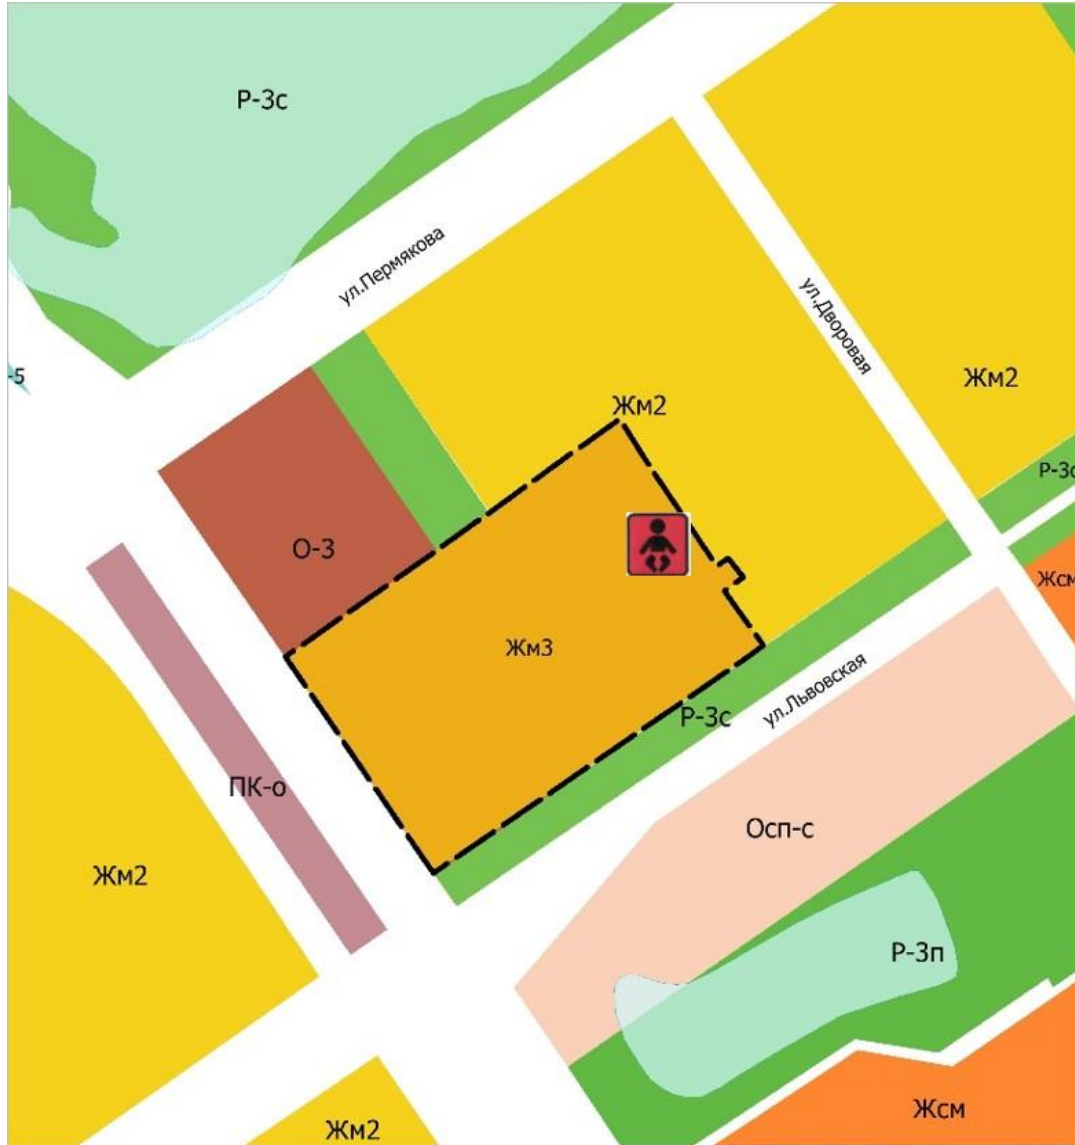 Р-3с
ул.Пермякова
ул.Дворовая
-5
Жм2
Жм2
Р-3с
О-3
Жсм
Жм3
ул.Львовская
Р-3с
ПК-о
Осп-с
Жм2
Р-3п
Жсм
Жм2